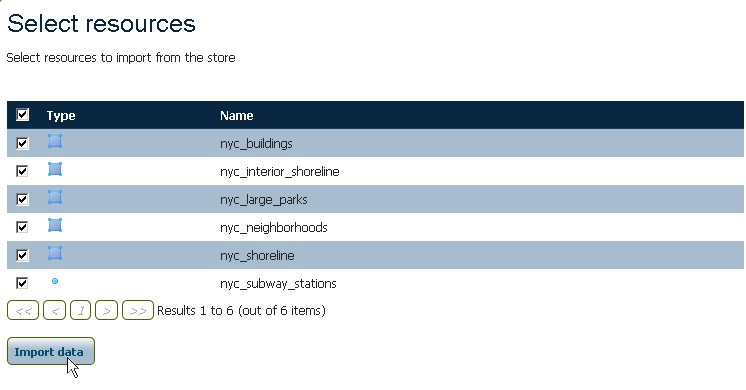 Select resources
Select resources to import from the store
Type Name
nyc_buildings
nyc_interior_shoreline
nyc_large_parks
nyc_neighborhoods
nyc_shoreline
nyc_subway_stations
<< < 1 > >> Results 1 to 6 (out of 6 items)
Import data